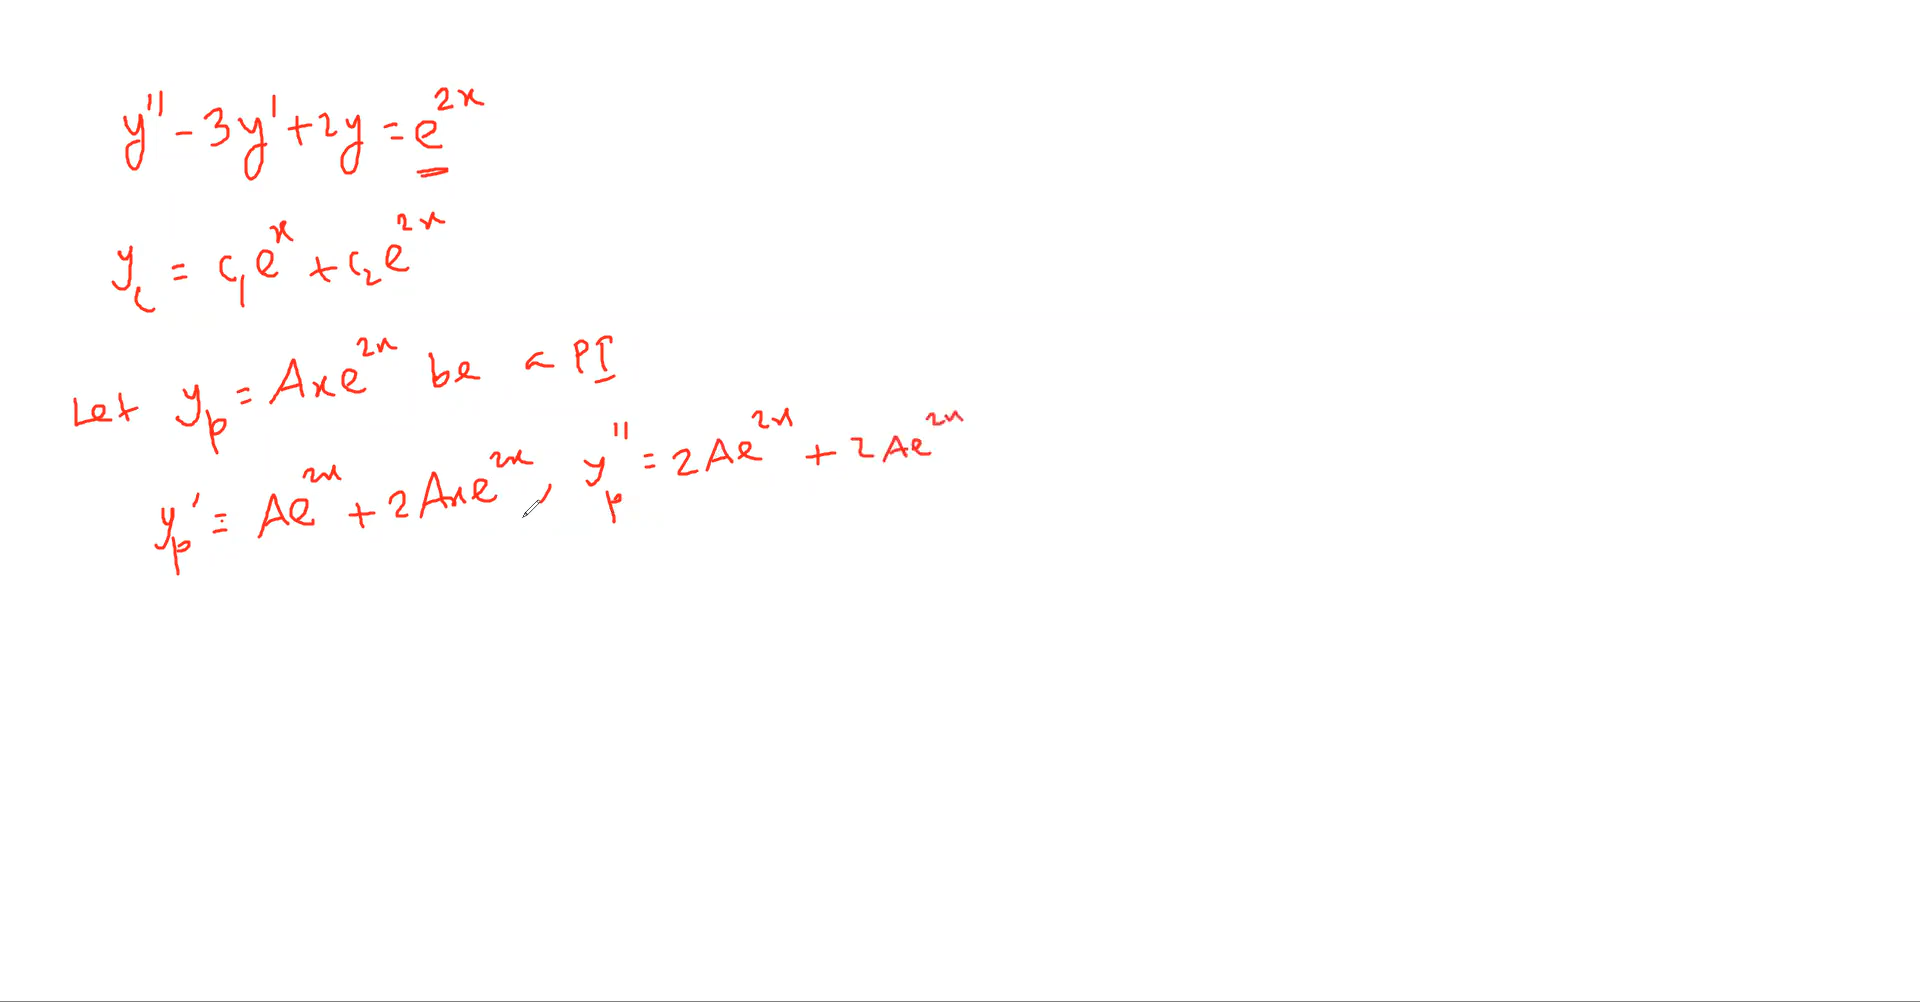 y'' - 3y' + 2y = e^{2x}
y_c = c_1 e^x + c_2 e^{2x}
Let y_p = Axe^{2x} be a PI
y_p' = Ae^{2x} + 2Axe^{2x}, y_p'' = 2Ae^{2x} + 2Ae^{2x}